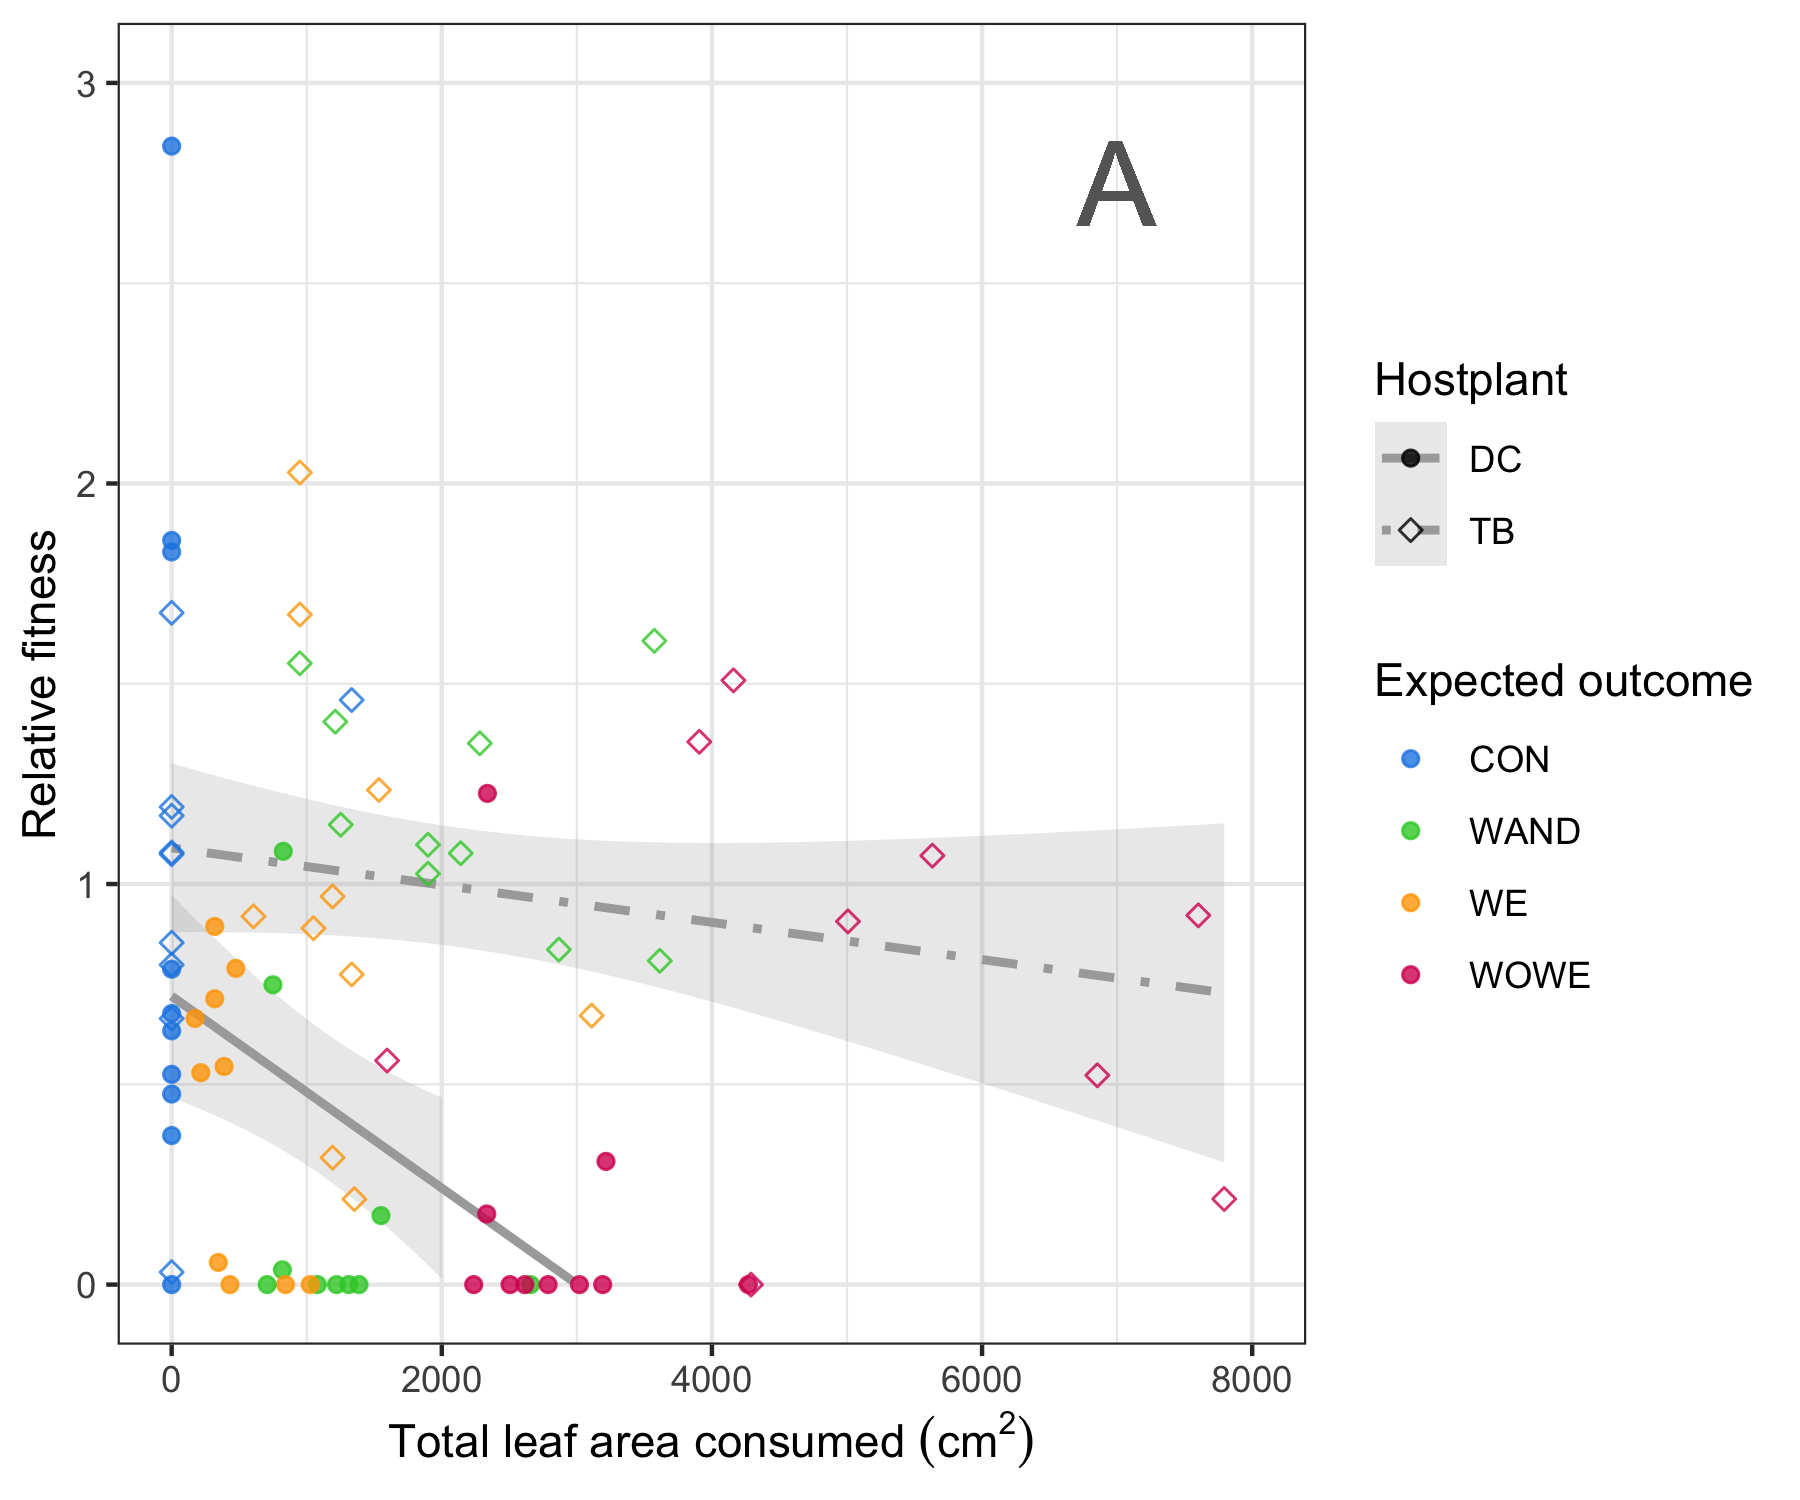 A
3
2
1
0
Relative fitness
0 2000 4000 6000 8000
Total leaf area consumed (cm²)
Hostplant
DC
TB
Expected outcome
CON
WAND
WE
WOWE